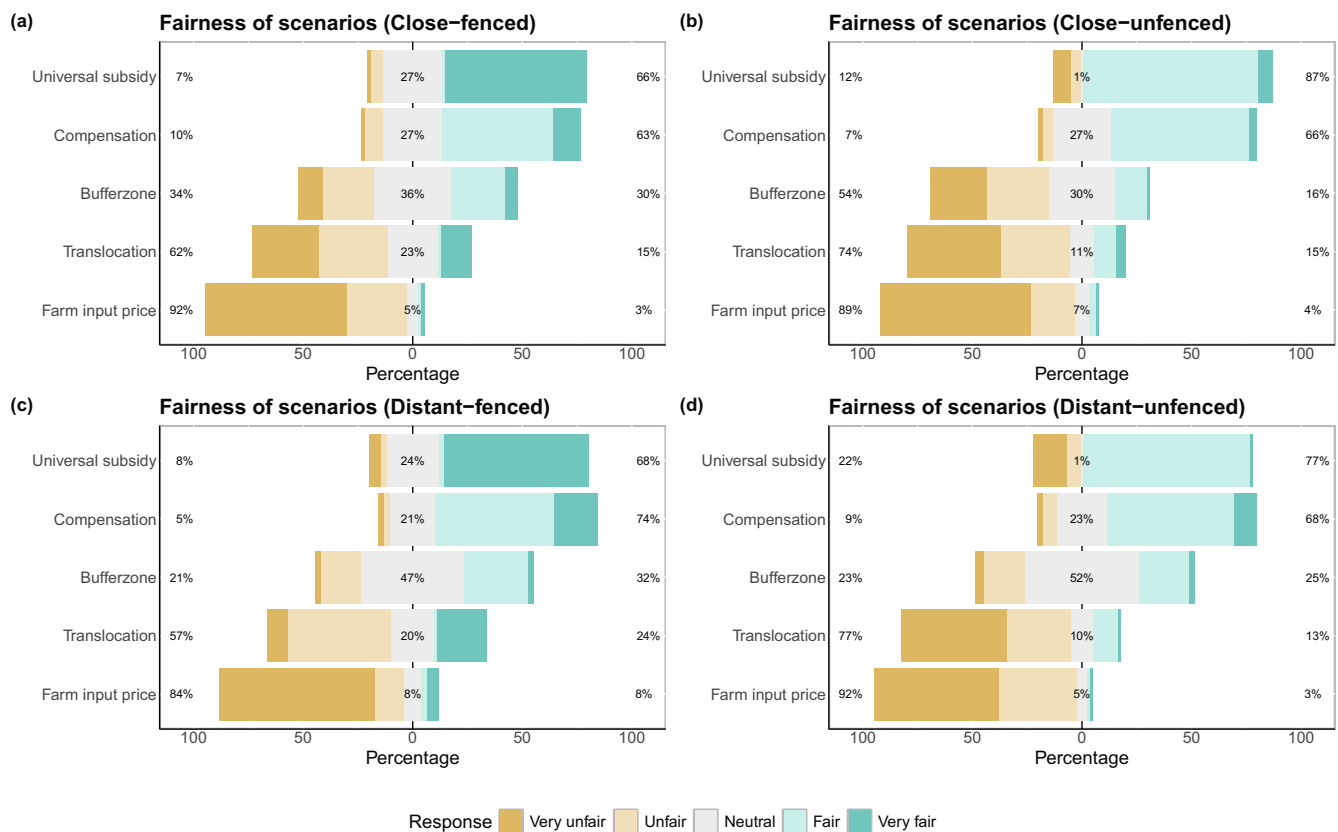 (a) Fairness of scenarios (Close−fenced)
Universal subsidy 7% 27% 66%
Compensation 10% 27% 63%
Bufferzone 34% 36% 30%
Translocation 62% 23% 15%
Farm input price 92% 5% 3%
100 50 0 50 100
Percentage
(b) Fairness of scenarios (Close−unfenced)
Universal subsidy 12% 1% 87%
Compensation 7% 27% 66%
Bufferzone 54% 30% 16%
Translocation 74% 11% 15%
Farm input price 89% 7% 4%
100 50 0 50 100
Percentage
(c) Fairness of scenarios (Distant−fenced)
Universal subsidy 8% 24% 68%
Compensation 5% 21% 74%
Bufferzone 21% 47% 32%
Translocation 57% 20% 24%
Farm input price 84% 8% 8%
100 50 0 50 100
Percentage
(d) Fairness of scenarios (Distant−unfenced)
Universal subsidy 22% 1% 77%
Compensation 9% 23% 68%
Bufferzone 23% 52% 25%
Translocation 77% 10% 13%
Farm input price 92% 5% 3%
100 50 0 50 100
Percentage
Response Very unfair Unfair Neutral Fair Very fair